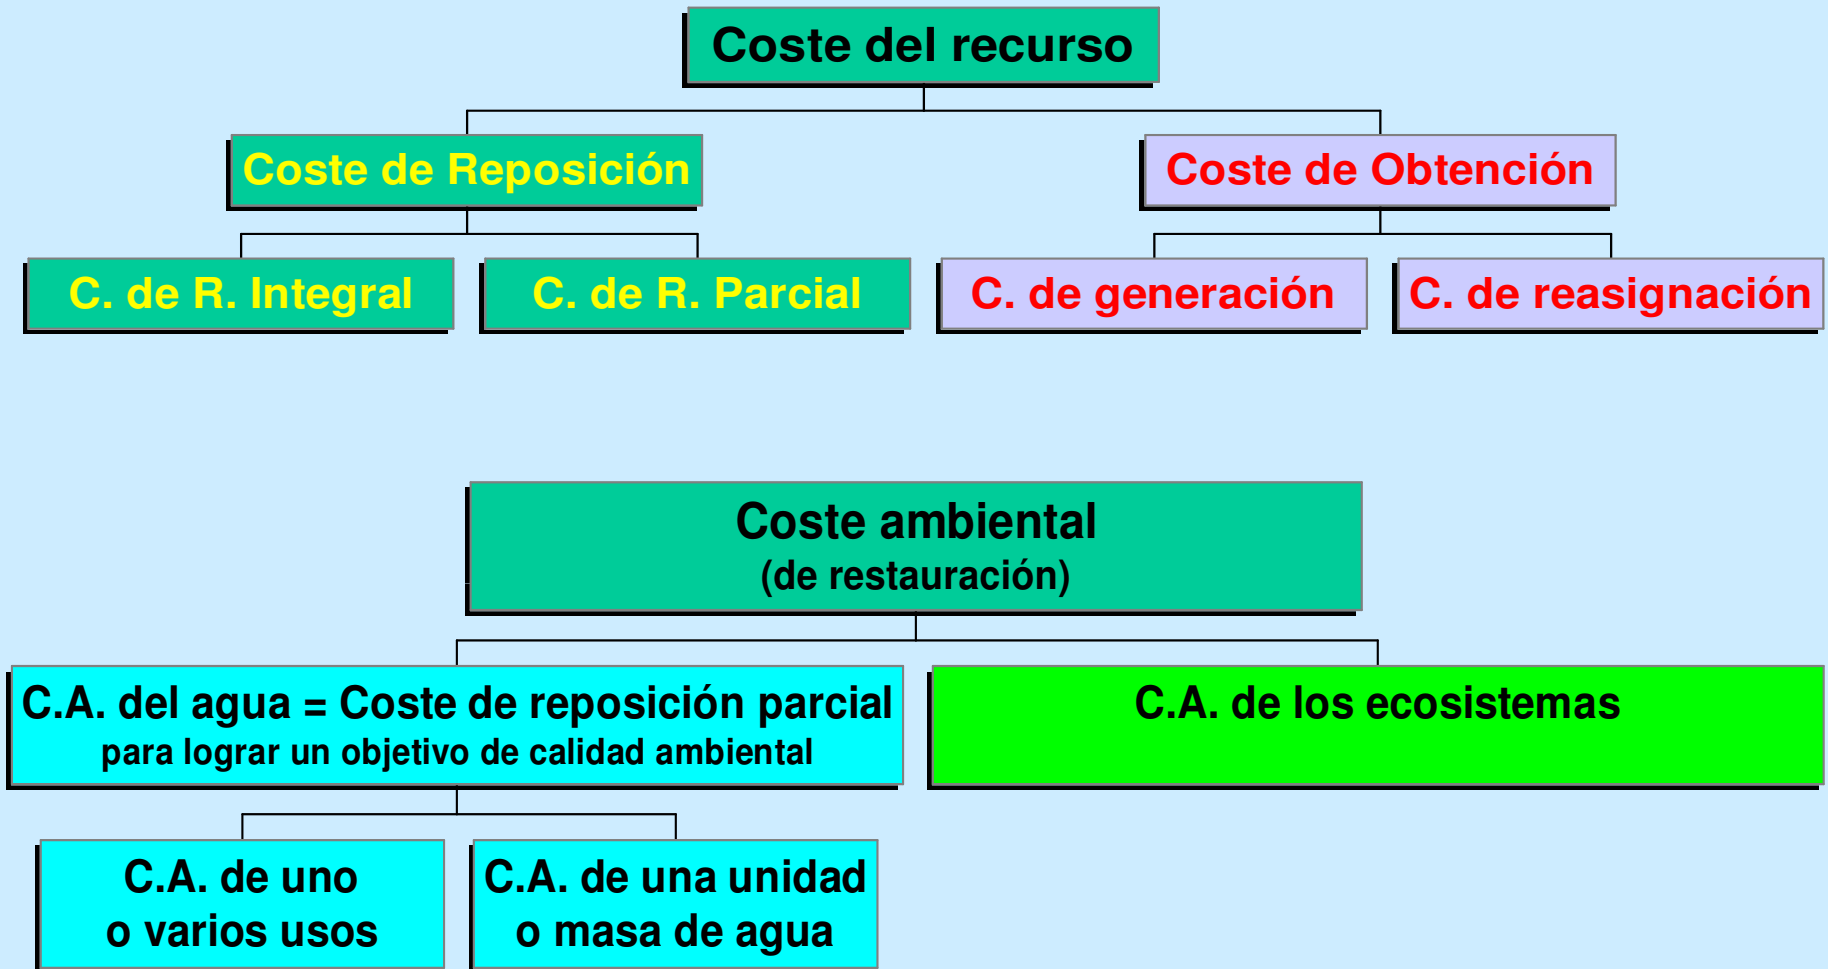 Coste del recurso
Coste de Reposición
Coste de Obtención
C. de R. Integral
C. de R. Parcial
C. de generación
C. de reasignación
Coste ambiental
(de restauración)
C.A. del agua = Coste de reposición parcial
para lograr un objetivo de calidad ambiental
C.A. de los ecosistemas
C.A. de uno
o varios usos
C.A. de una unidad
o masa de agua